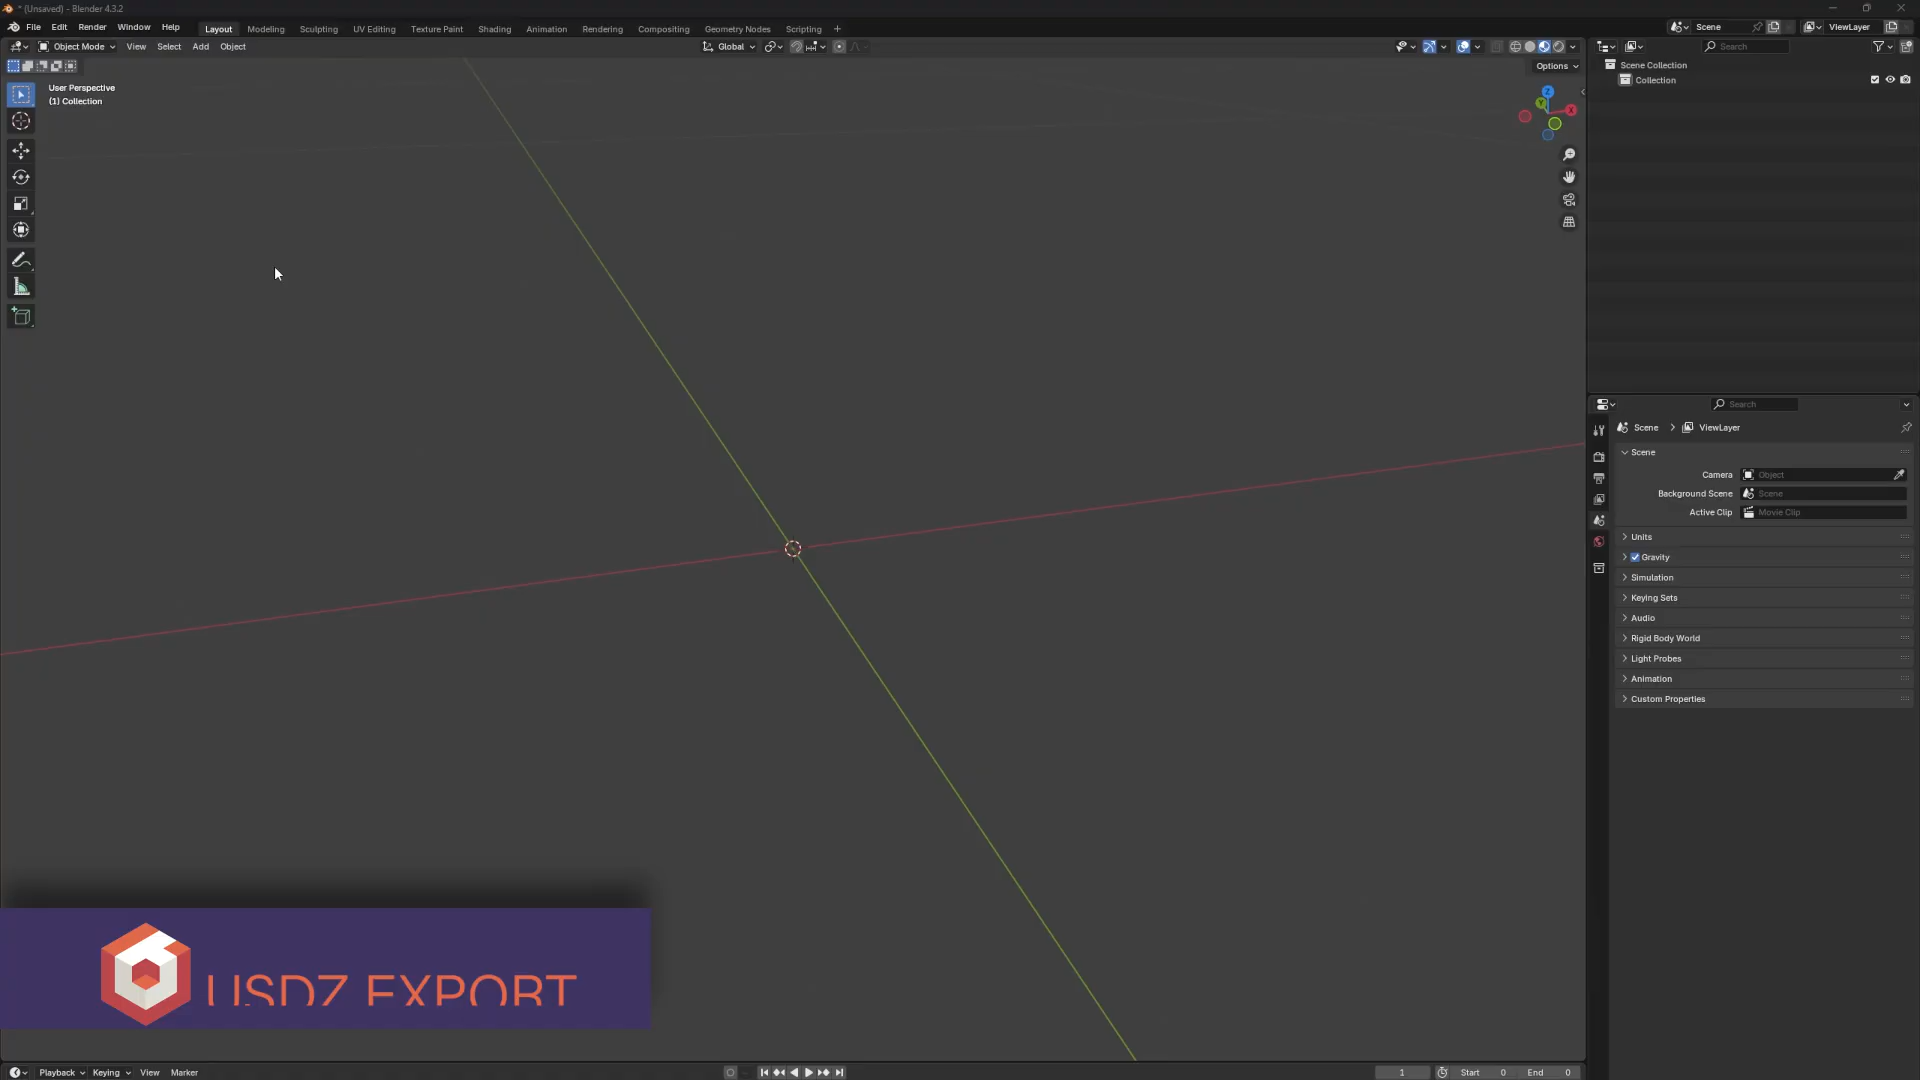 * (Unsaved) - Blender 4.3.2
File Edit Render Window Help Layout Modeling Sculpting UV Editing Texture Paint Shading Animation Rendering Compositing Geometry Nodes Scripting + Scene ViewLayer
Object Mode View Select Add Object Global Search
Options
User Perspective
(1) Collection
Z
Y
X
Scene Collection
Collection
Search
Scene ViewLayer
Scene
Camera Object
Background Scene Scene
Active Clip Movie Clip
Units
Gravity
Simulation
Keying Sets
Audio
Rigid Body World
Light Probes
Animation
Custom Properties
USDZ EXPORT
Playback Keying View Marker 1 Start 0 End 0